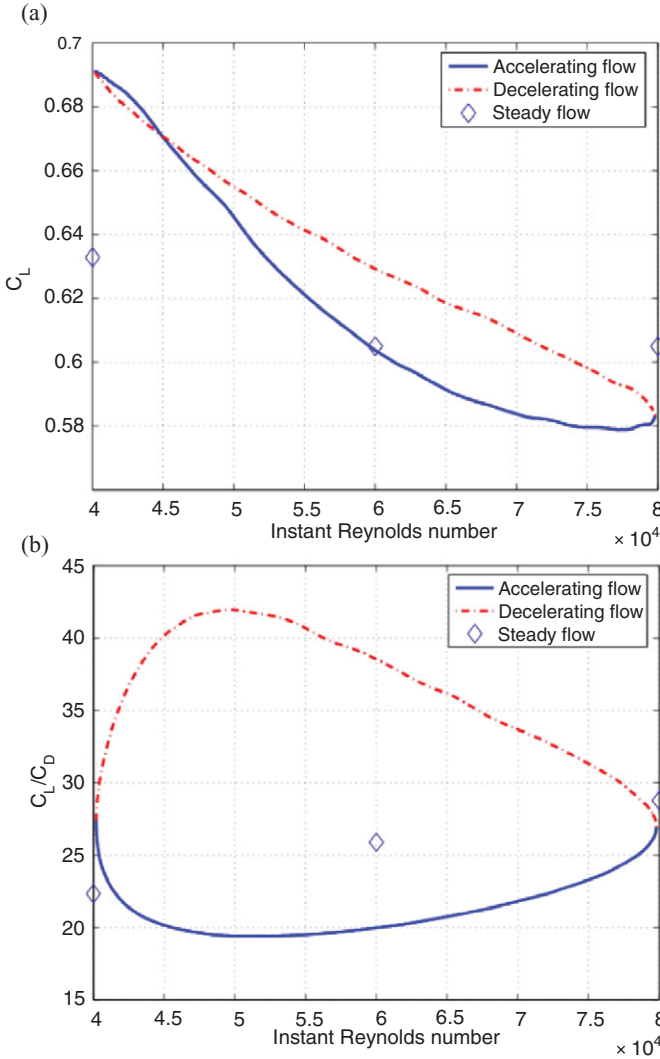 (a)
0.7
0.68
0.66
0.64
0.62
0.6
0.58
C_L
Accelerating flow
Decelerating flow
Steady flow
4 4.5 5 5.5 6 6.5 7 7.5 8
Instant Reynolds number
× 10⁴
(b)
45
40
35
30
25
20
15
C_L/C_D
Accelerating flow
Decelerating flow
Steady flow
4 4.5 5 5.5 6 6.5 7 7.5 8
Instant Reynolds number
× 10⁴